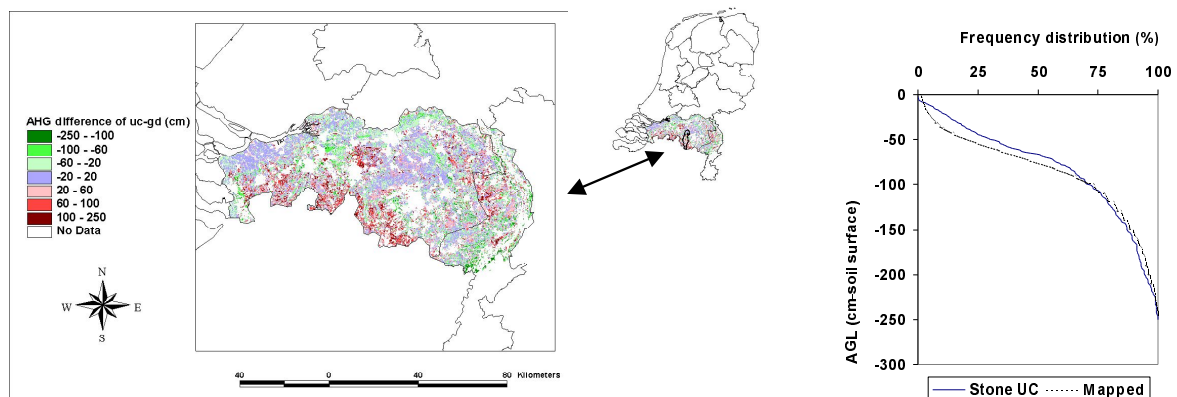 AHG difference of uc-gd (cm)
-250 - -100
-100 - -60
-60 - -20
-20 - 20
20 - 60
60 - 100
100 - 250
No Data
N
W E
S
40 0 40 80 Kilometers
Frequency distribution (%)
0 25 50 75 100
0
-50
-100
-150
-200
-250
-300
AGL (cm-soil surface)
Stone UC Mapped